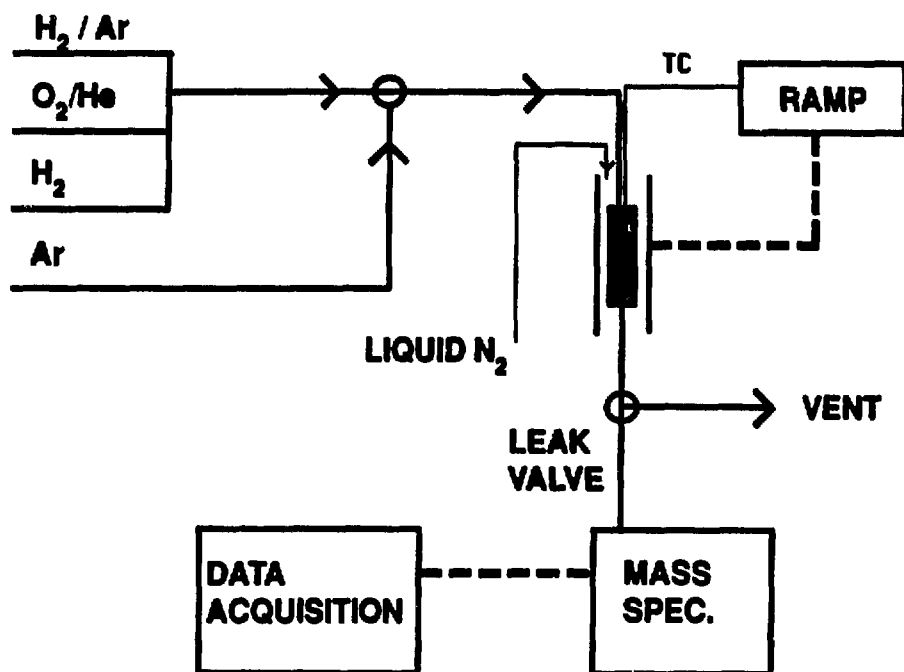 H₂ / Ar
O₂/He
H₂
Ar
TC
RAMP
LIQUID N₂
VENT
LEAK
VALVE
DATA
ACQUISITION
MASS
SPEC.